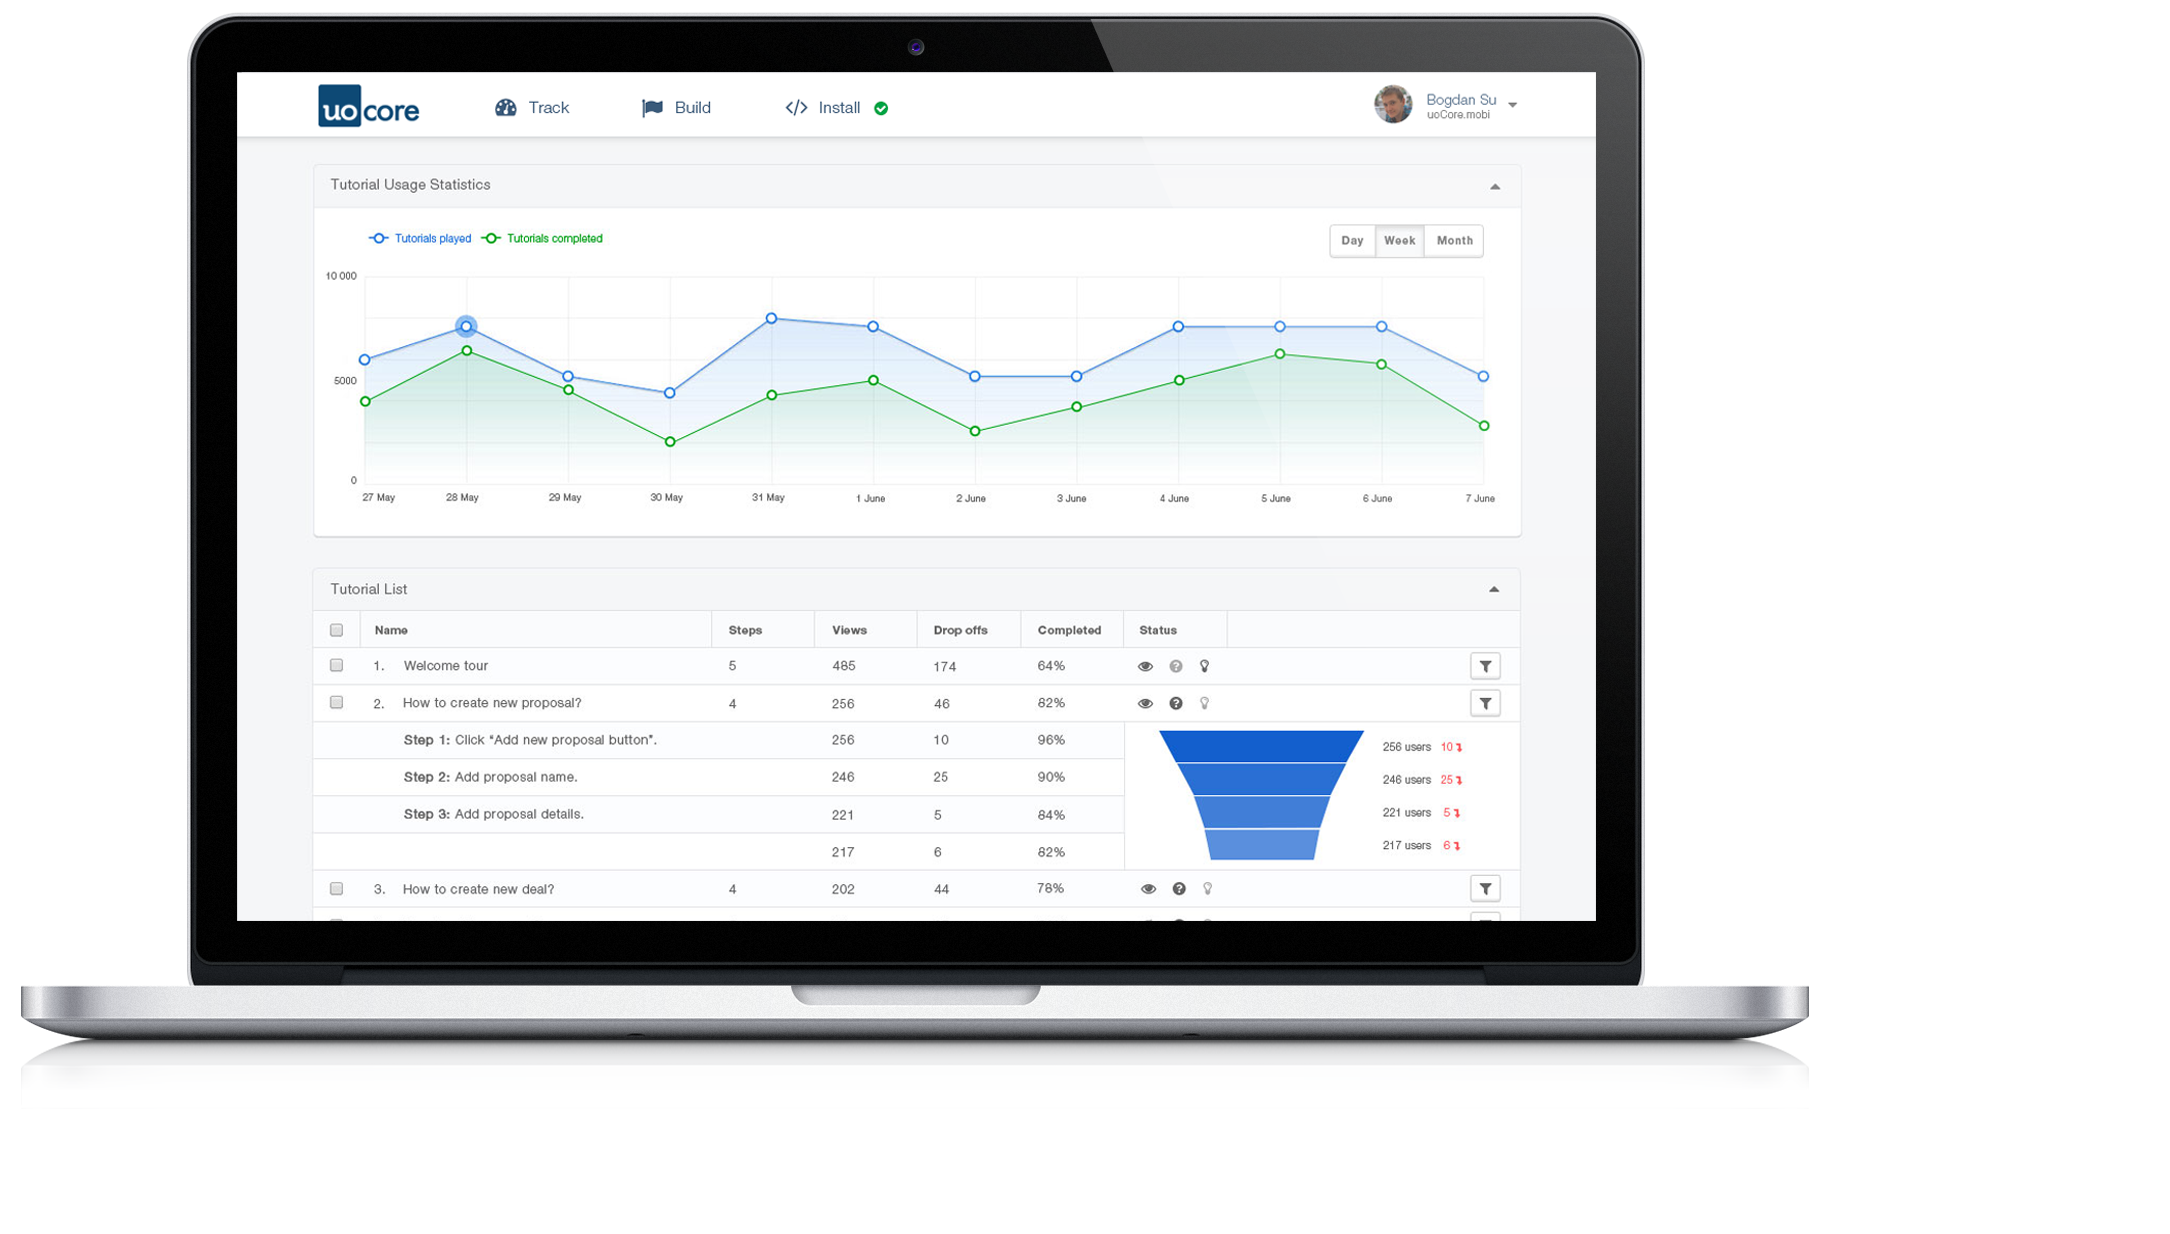 uo core Track Build </> Install Bogdan Su
uoCore.mobi
Tutorial Usage Statistics
Tutorials played Tutorials completed Day Week Month
10 000
5000
0
27 May 28 May 29 May 30 May 31 May 1 June 2 June 3 June 4 June 5 June 6 June 7 June
Tutorial List
Name Steps Views Drop offs Completed Status
1. Welcome tour 5 485 174 64%
2. How to create new proposal? 4 256 46 82%
Step 1: Click “Add new proposal button”. 256 10 96% 256 users 10
Step 2: Add proposal name. 246 25 90% 246 users 25
Step 3: Add proposal details. 221 5 84% 221 users 5
217 6 82% 217 users 6
3. How to create new deal? 4 202 44 78%